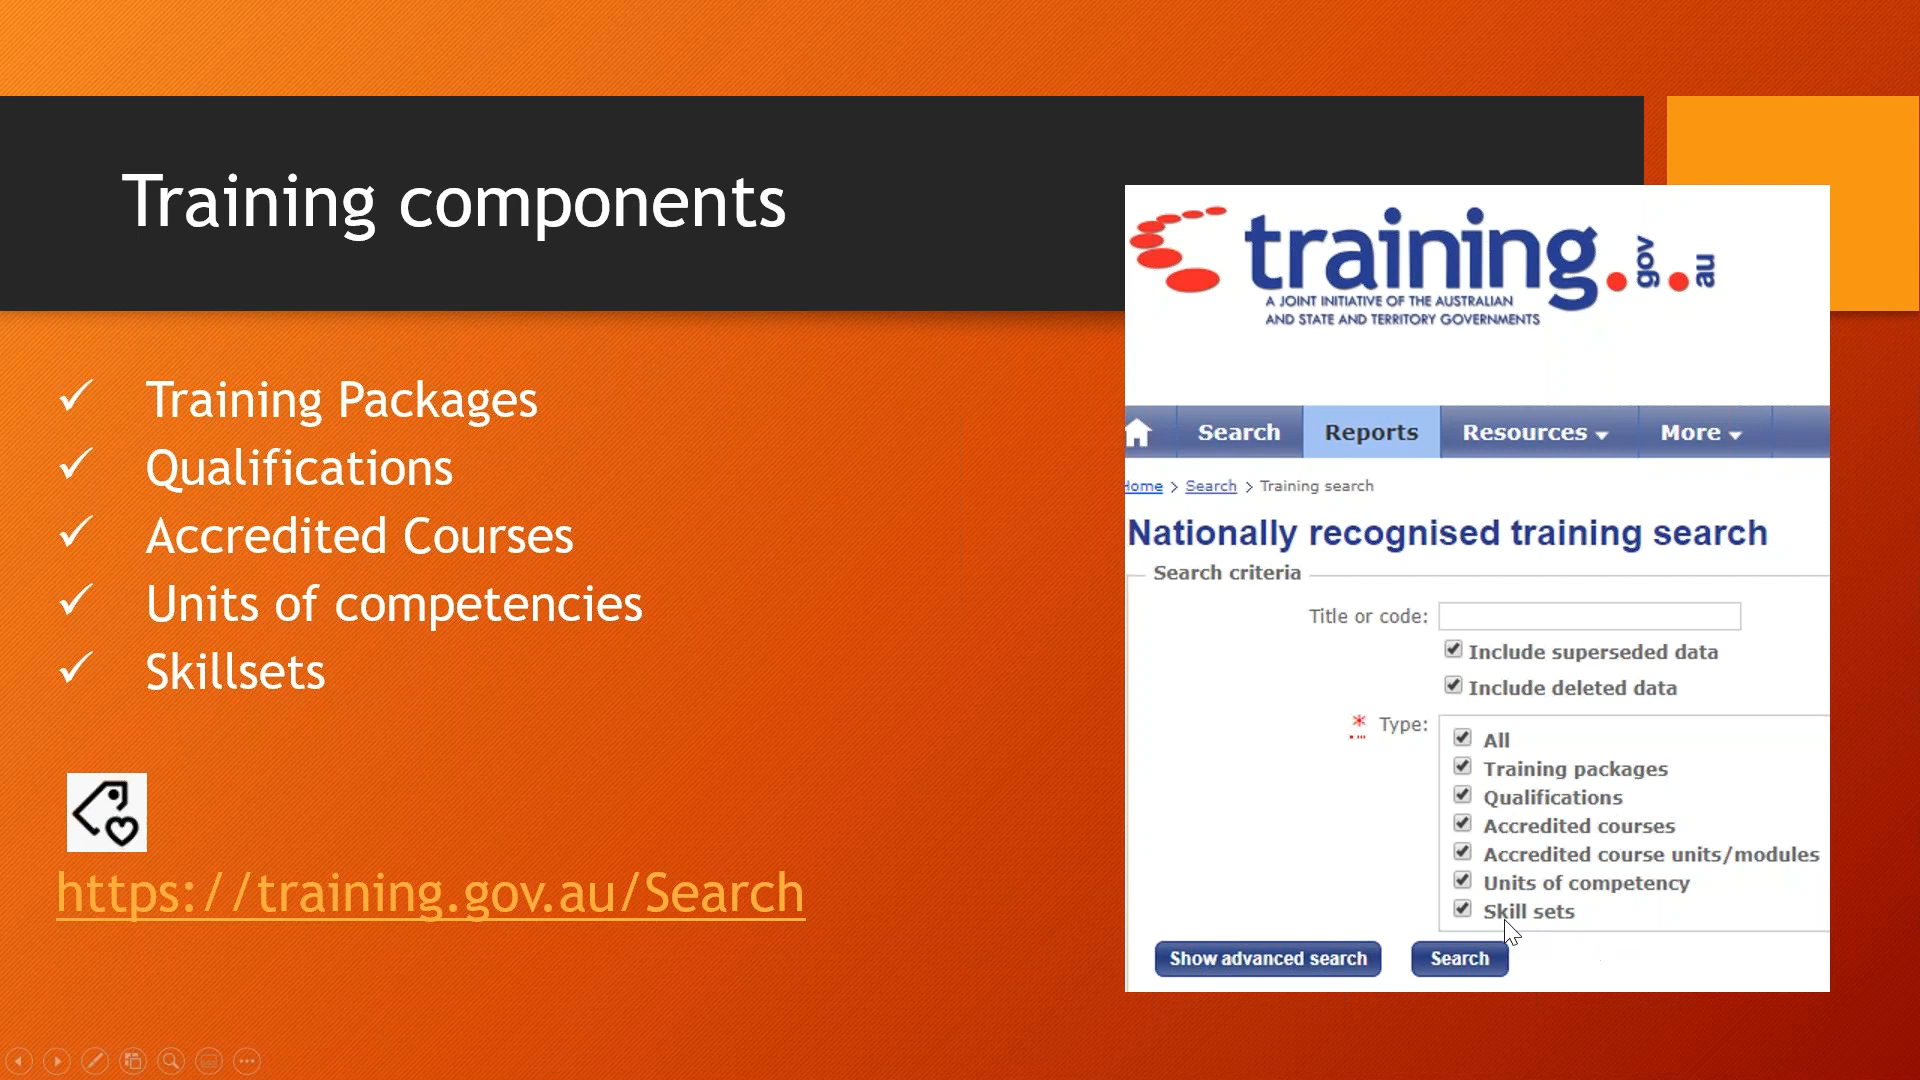 Training components
Training Packages
Qualifications
Accredited Courses
Units of competencies
Skillsets
https://training.gov.au/Search
training.gov.au
A JOINT INITIATIVE OF THE AUSTRALIAN
AND STATE AND TERRITORY GOVERNMENTS
Search Reports Resources More
Home > Search > Training search
Nationally recognised training search
Search criteria
Title or code:
Include superseded data
Include deleted data
* Type:
All
Training packages
Qualifications
Accredited courses
Accredited course units/modules
Units of competency
Skill sets
Show advanced search Search